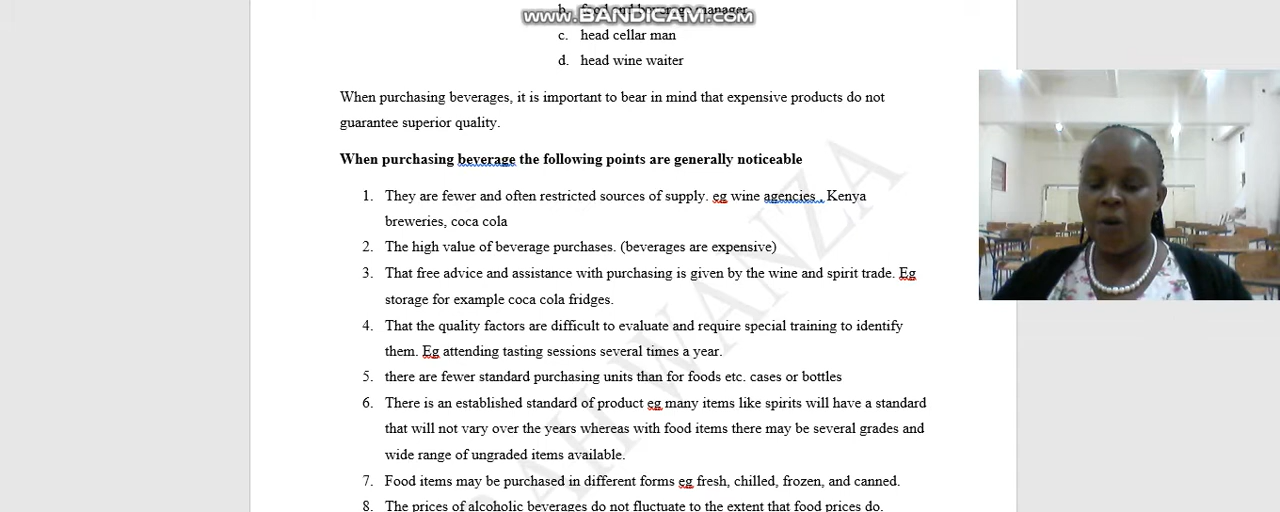 www.BANDICAM.com
b. food and beverage manager
c. head cellar man
d. head wine waiter
When purchasing beverages, it is important to bear in mind that expensive products do not
guarantee superior quality.
When purchasing beverage the following points are generally noticeable
1. They are fewer and often restricted sources of supply. eg wine agencies , Kenya
breweries, coca cola
2. The high value of beverage purchases. (beverages are expensive)
3. That free advice and assistance with purchasing is given by the wine and spirit trade. Eg
storage for example coca cola fridges.
4. That the quality factors are difficult to evaluate and require special training to identify
them. Eg attending tasting sessions several times a year.
5. there are fewer standard purchasing units than for foods etc. cases or bottles
6. There is an established standard of product eg many items like spirits will have a standard
that will not vary over the years whereas with food items there may be several grades and
wide range of ungraded items available.
7. Food items may be purchased in different forms eg fresh, chilled, frozen, and canned.
8. The prices of alcoholic beverages do not fluctuate to the extent that food prices do.
AH WANZA